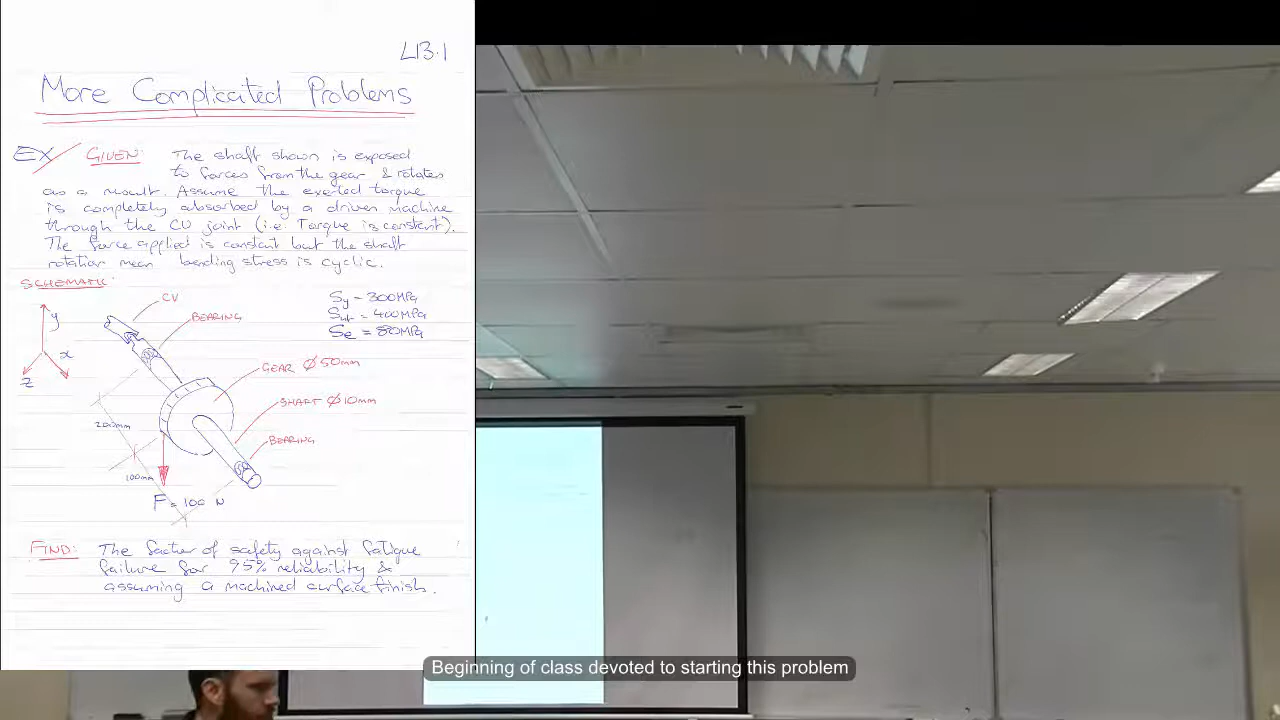 L13.1
More Complicated Problems
EX GIVEN: The shaft shown is exposed
to forces from the gear & rotates
as a result. Assume the exerted torque
is completely absorbed by a driven machine
through the CV joint (i.e: Torque is constant).
The force applied is constant but the shaft
rotation mean bending stress is cyclic.
SCHEMATIC:
Sy = 300MPa
Sut = 400MPa
Se = 80MPa
CV
BEARING
y
x
z
GEAR Ø50mm
SHAFT Ø10mm
BEARING
200mm
100mm
F = 100 N
FIND: The factor of safety against fatigue
failure for 95% reliability &
assuming a machined surface finish.
Beginning of class devoted to starting this problem